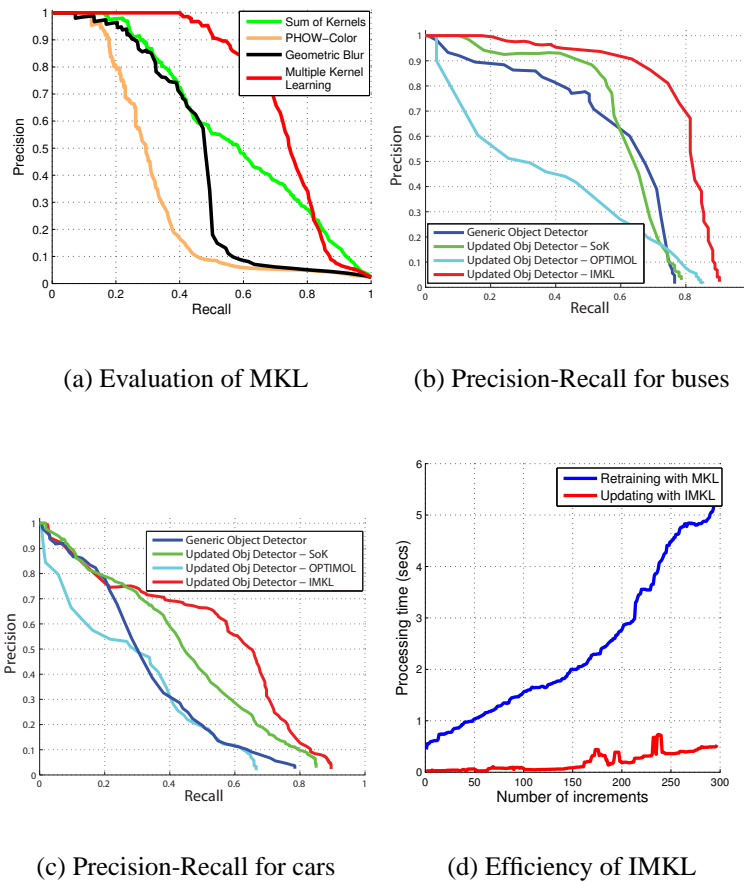 1
0.9
0.8
0.7
0.6
0.5
0.4
0.3
0.2
0.1
0
Precision
0 0.2 0.4 0.6 0.8 1
Recall
Sum of Kernels
PHOW−Color
Geometric Blur
Multiple Kernel
Learning
(a) Evaluation of MKL
1
0.9
0.8
0.7
0.6
0.5
0.4
0.3
0.2
0.1
0
Precision
Generic Object Detector
Updated Obj Detector – SoK
Updated Obj Detector – OPTIMOL
Updated Obj Detector – IMKL
0 0.2 0.4 0.6 0.8
Recall
(b) Precision-Recall for buses
1
0.9
0.8
0.7
0.6
0.5
0.4
0.3
0.2
0.1
0
Precision
Generic Object Detector
Updated Obj Detector – SoK
Updated Obj Detector – OPTIMOL
Updated Obj Detector – IMKL
0 0.2 0.4 0.6 0.8 1
Recall
(c) Precision-Recall for cars
6
5
4
3
2
1
0
Processing time (secs)
Retraining with MKL
Updating with IMKL
0 50 100 150 200 250 300
Number of increments
(d) Efficiency of IMKL